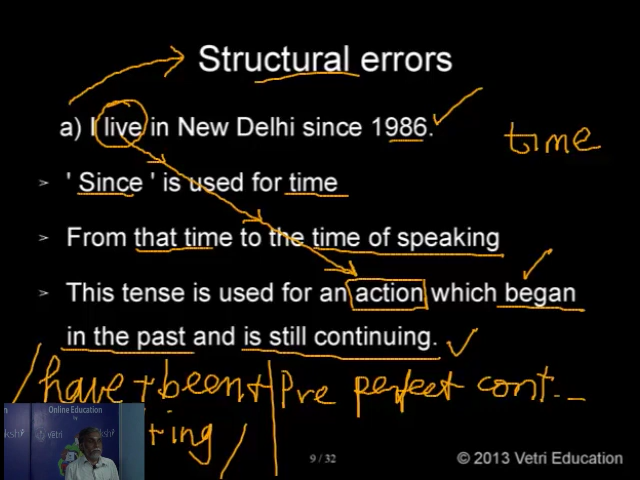 Structural errors
a) I live in New Delhi since 1986.
time
➢ ' Since ' is used for time
➢ From that time to the time of speaking
➢ This tense is used for an action which began
in the past and is still continuing.
have + been + Pre perfect cont...
Online Education
by
vetri
+ ing
9 / 32
© 2013 Vetri Education